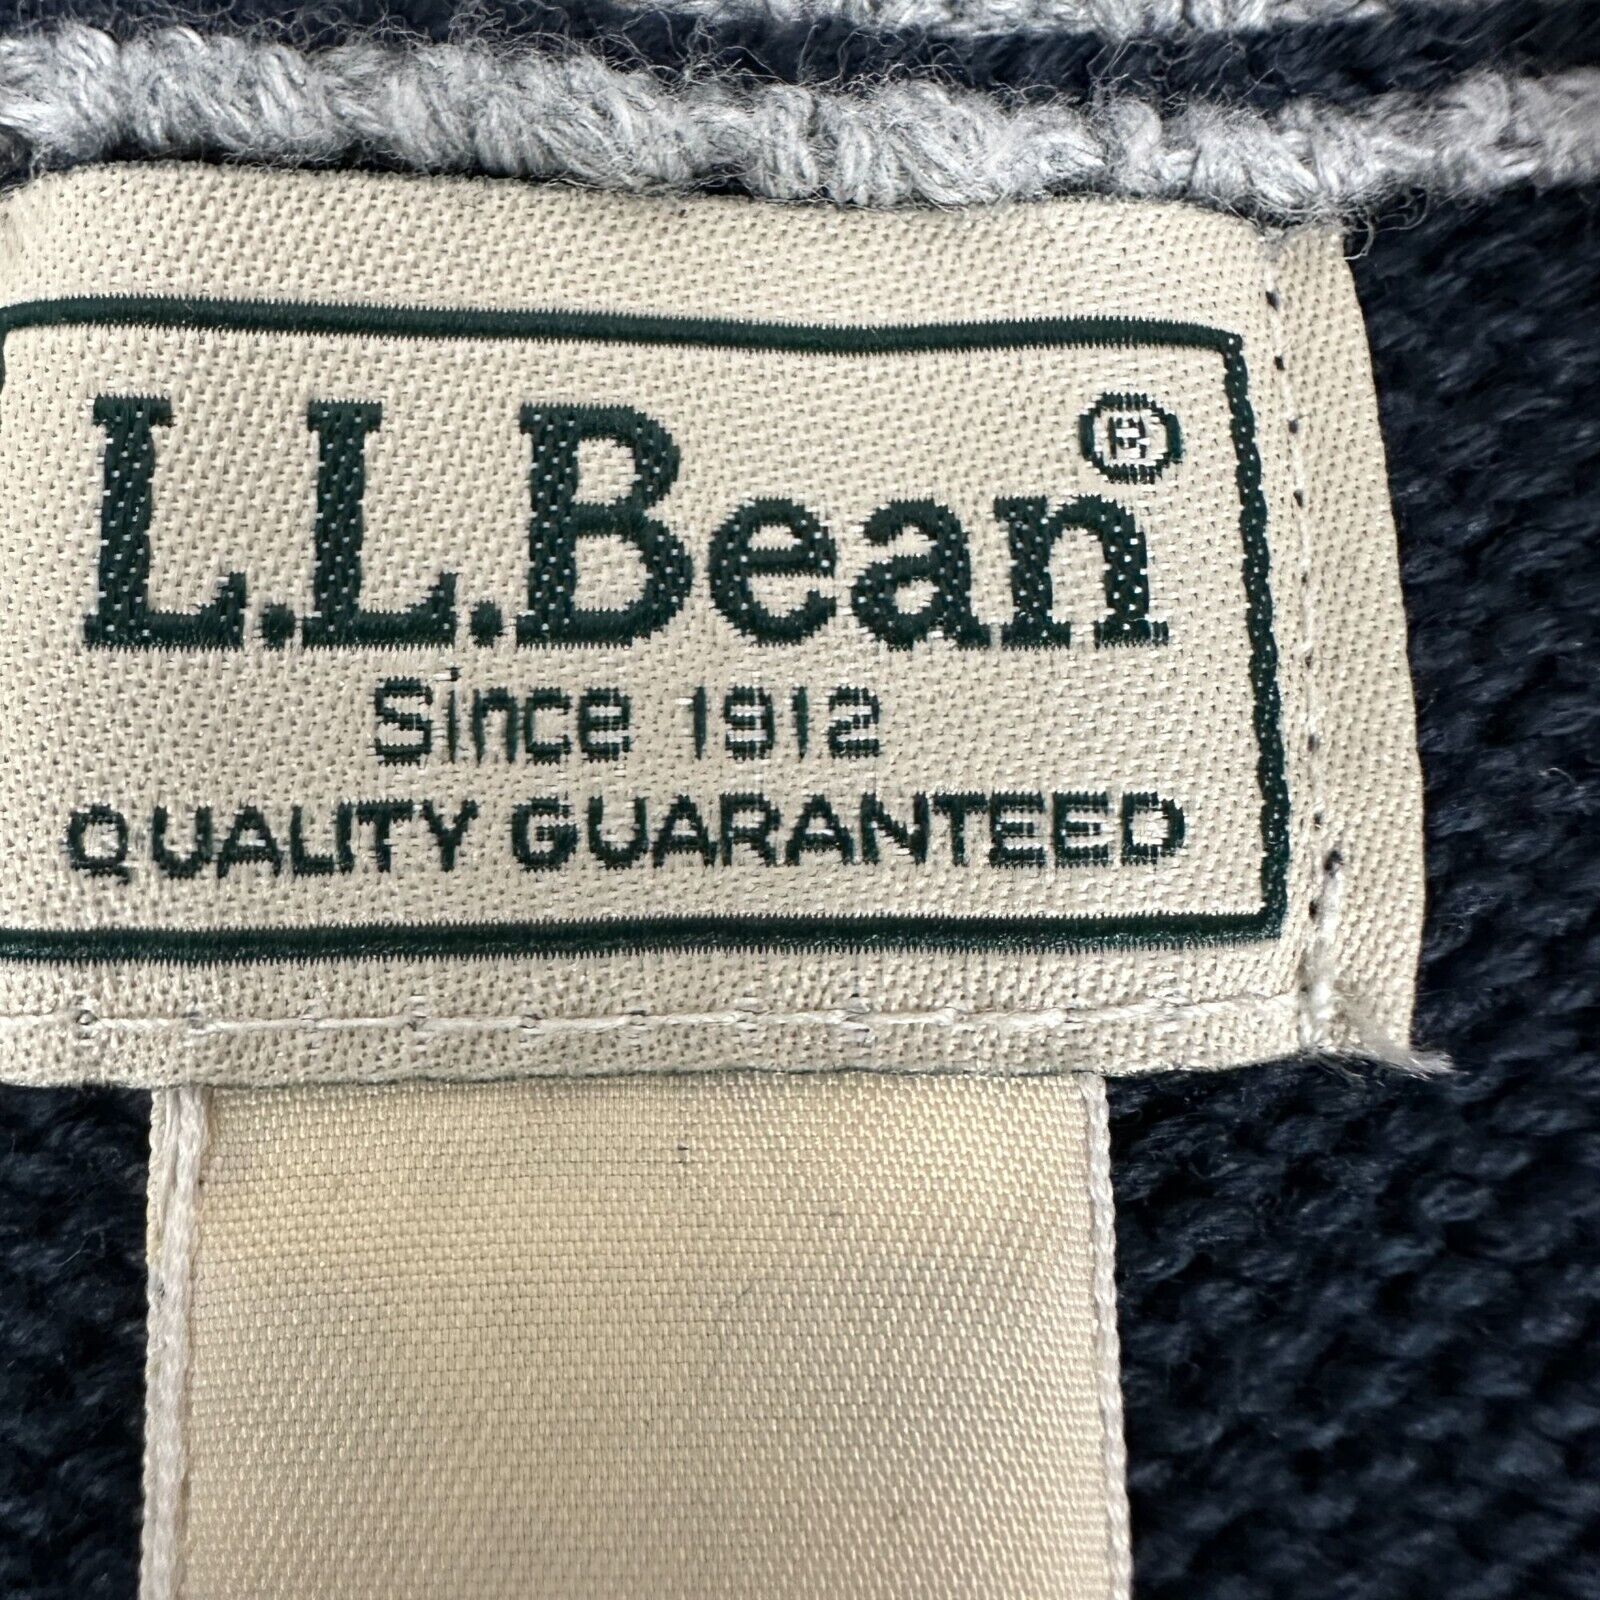 L.L.Bean®
Since 1912
QUALITY GUARANTEED